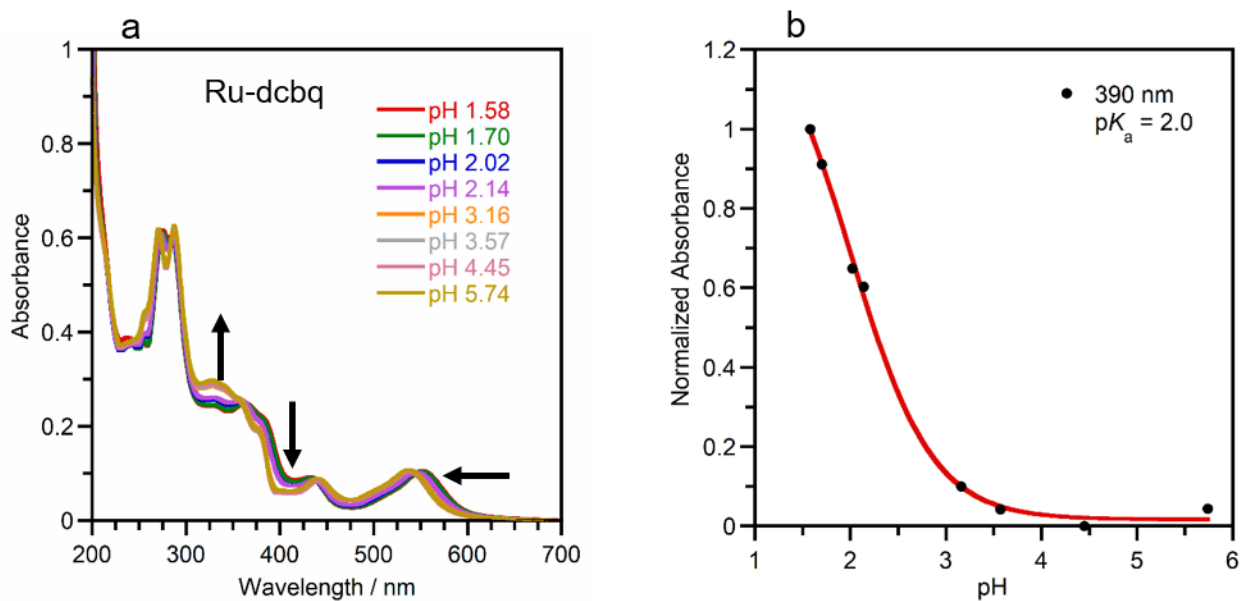 a
Ru-dcbq
pH 1.58
pH 1.70
pH 2.02
pH 2.14
pH 3.16
pH 3.57
pH 4.45
pH 5.74
Absorbance
1
0.8
0.6
0.4
0.2
0
200 300 400 500 600 700
Wavelength / nm
b
390 nm
pKₐ = 2.0
Normalized Absorbance
1.2
1
0.8
0.6
0.4
0.2
0
1 2 3 4 5 6
pH